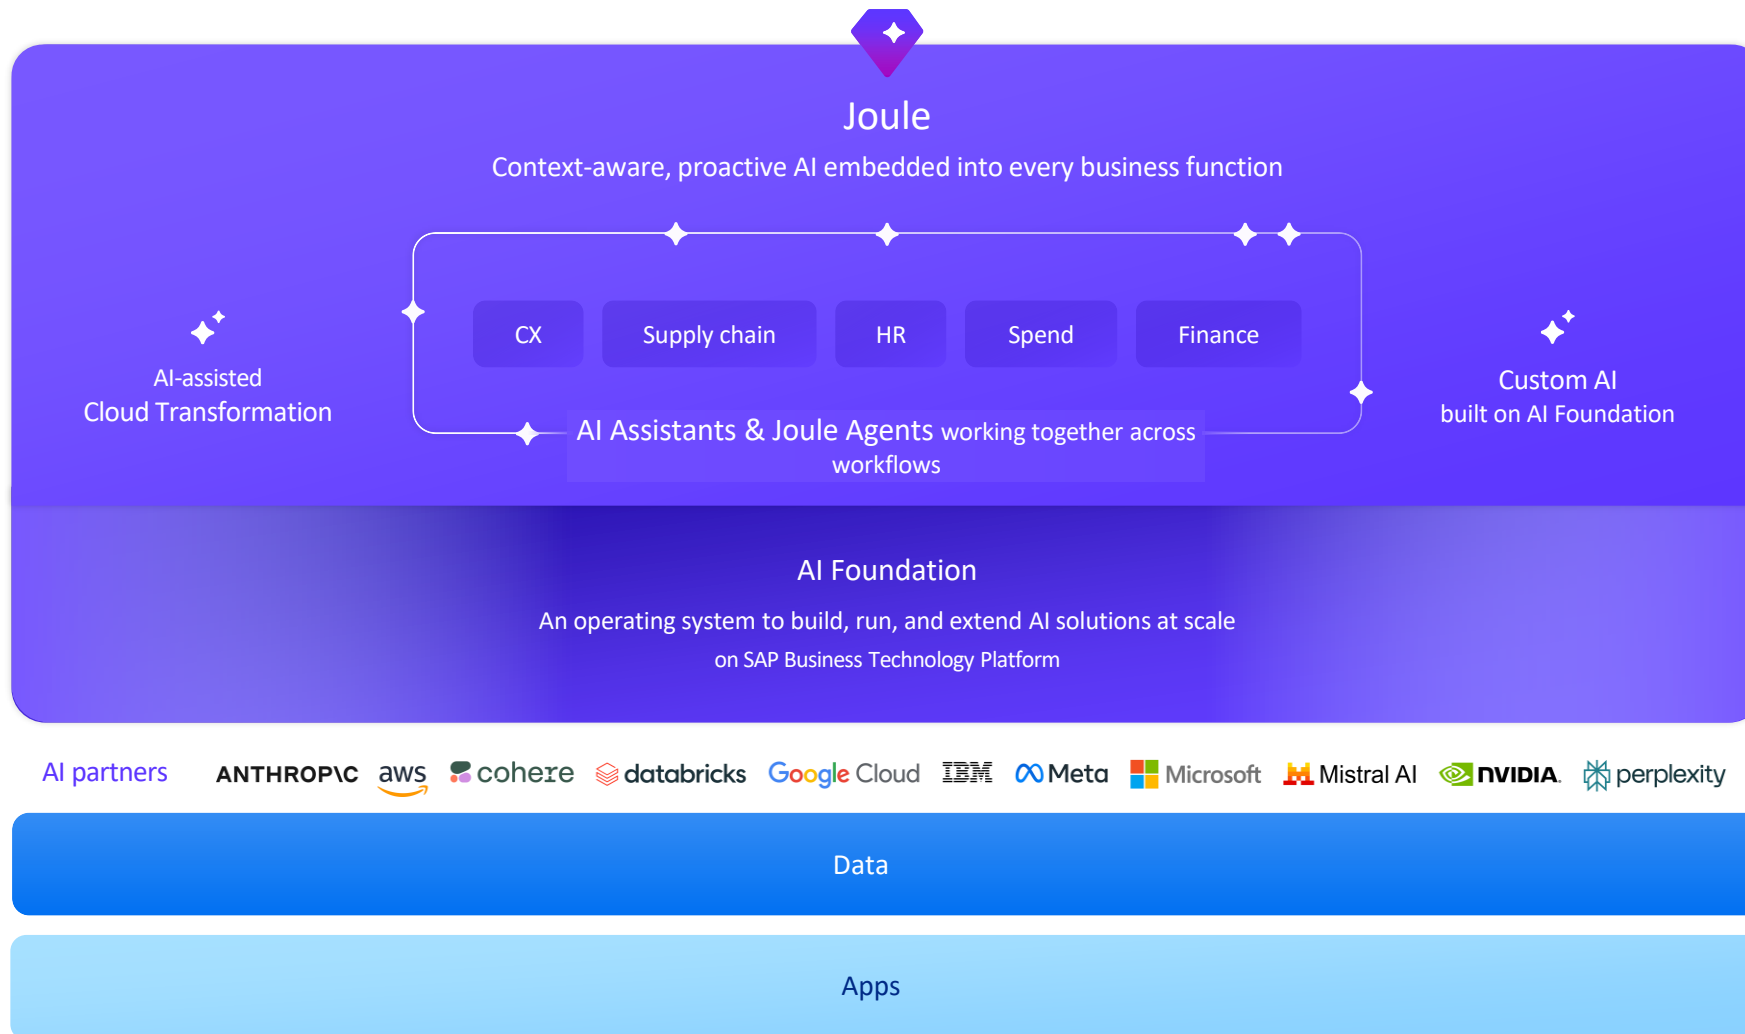 Joule
Context-aware, proactive AI embedded into every business function
CX
Supply chain
HR
Spend
Finance
AI-assisted
Cloud Transformation
AI Assistants & Joule Agents working together across
workflows
Custom AI
built on AI Foundation
AI Foundation
An operating system to build, run, and extend AI solutions at scale
on SAP Business Technology Platform
AI partners
ANTHROP\C
aws
cohere
databricks
Google Cloud
IBM
Meta
Microsoft
Mistral AI
NVIDIA.
perplexity
Data
Apps